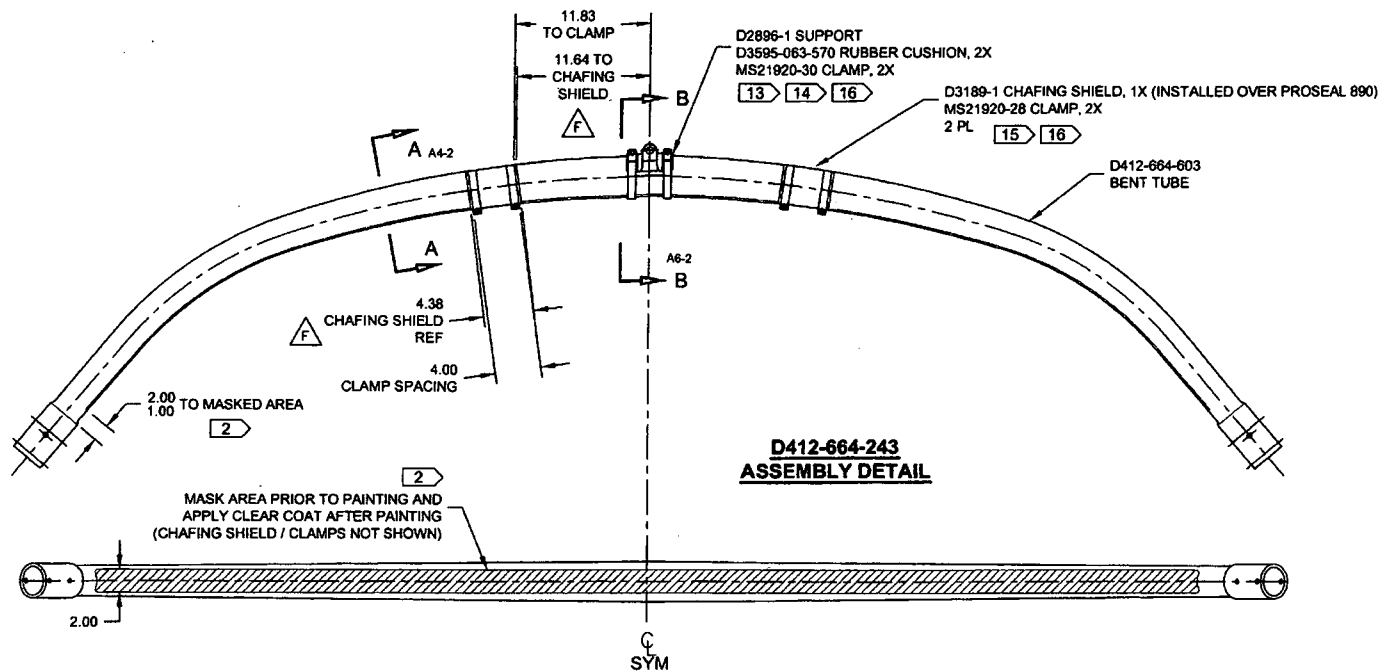 11.83
TO CLAMP
11.64 TO
CHAFING
SHIELD
F
B
D2896-1 SUPPORT
D3595-063-570 RUBBER CUSHION, 2X
MS21920-30 CLAMP, 2X
13 14 16
D3189-1 CHAFING SHIELD, 1X (INSTALLED OVER PROSEAL 890)
MS21920-28 CLAMP, 2X
2 PL 15 16
D412-664-603
BENT TUBE
A A4-2
A
A6-2
B
4.38
CHAFING SHIELD
REF
F
4.00
CLAMP SPACING
2.00
1.00 TO MASKED AREA
2
D412-664-243
ASSEMBLY DETAIL
2
MASK AREA PRIOR TO PAINTING AND
APPLY CLEAR COAT AFTER PAINTING
(CHAFING SHIELD / CLAMPS NOT SHOWN)
2.00
CL
SYM